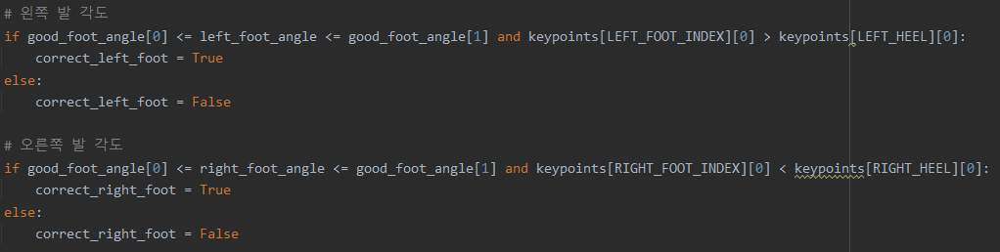 # 왼쪽 발 각도
if good_foot_angle[0] <= left_foot_angle <= good_foot_angle[1] and keypoints[LEFT_FOOT_INDEX][0] > keypoints[LEFT_HEEL][0]:
    correct_left_foot = True
else:
    correct_left_foot = False

# 오른쪽 발 각도
if good_foot_angle[0] <= right_foot_angle <= good_foot_angle[1] and keypoints[RIGHT_FOOT_INDEX][0] < keypoints[RIGHT_HEEL][0]:
    correct_right_foot = True
else:
    correct_right_foot = False